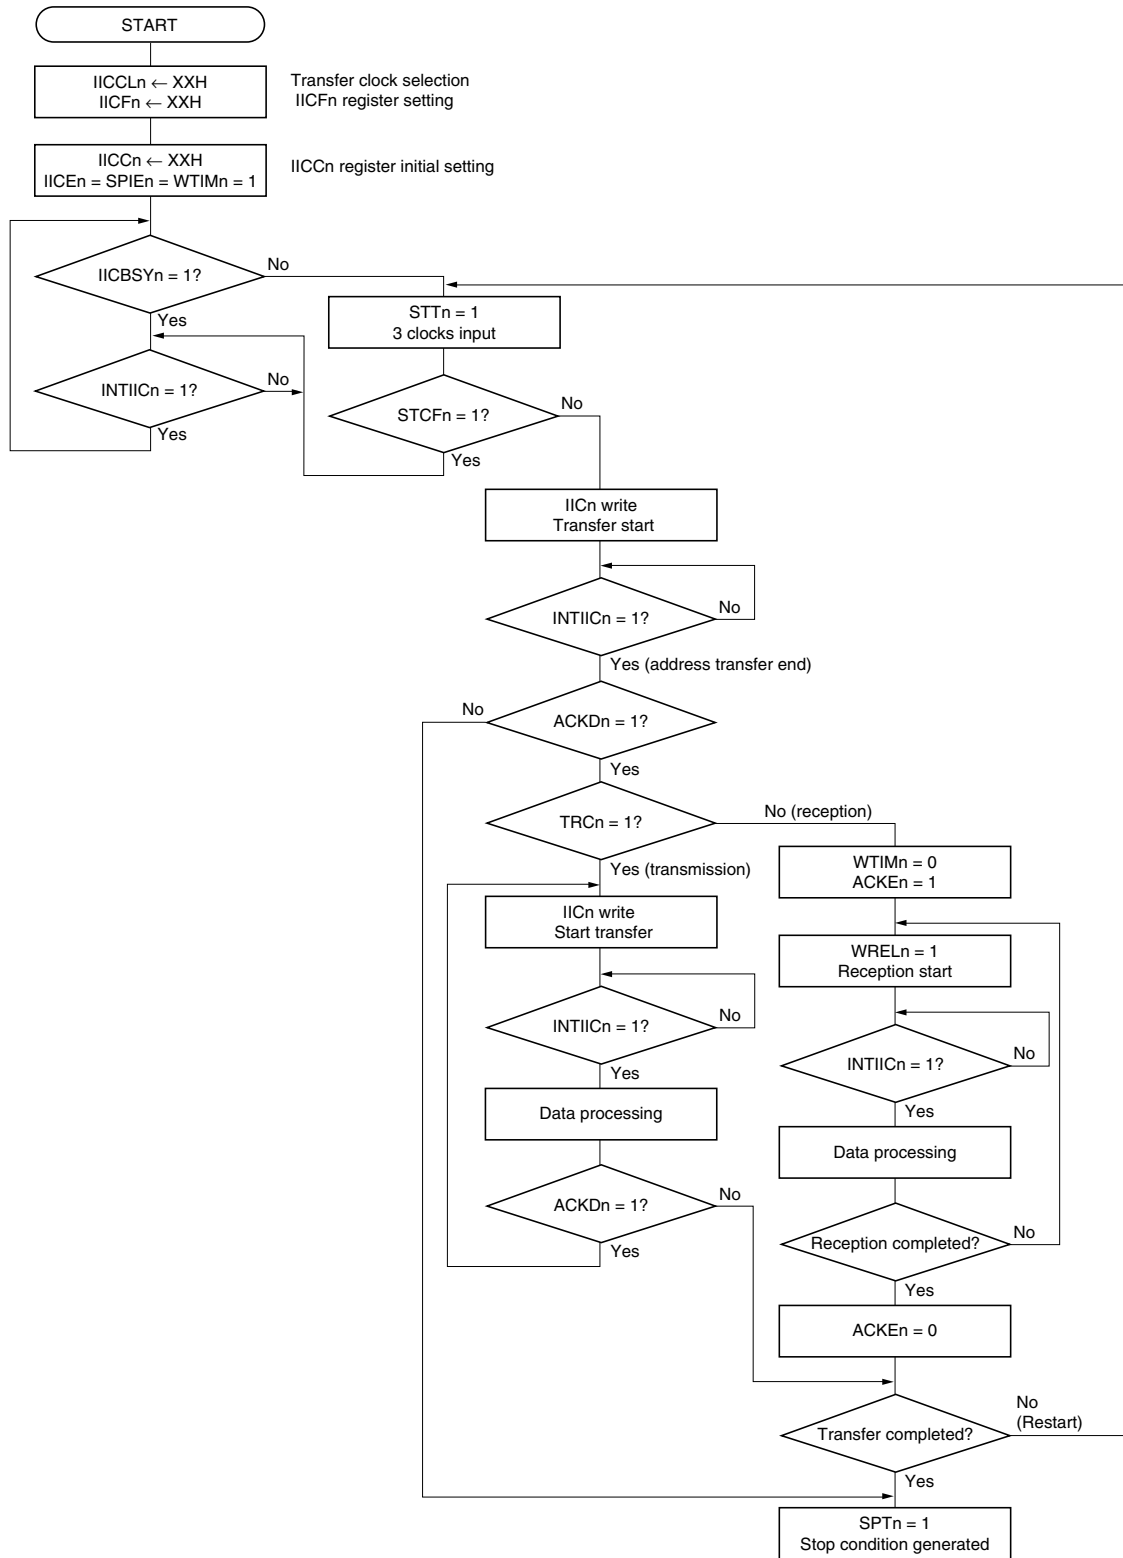 START
IICCLn ← XXH
IICFn ← XXH
Transfer clock selection
IICFn register setting
IICCn ← XXH
IICEn = SPIEn = WTIMn = 1
IICCn register initial setting
IICBSYn = 1?
No
Yes
STTn = 1
3 clocks input
INTIICn = 1?
No
Yes
STCFn = 1?
No
Yes
IICn write
Transfer start
INTIICn = 1?
No
Yes (address transfer end)
ACKDn = 1?
No
Yes
TRCn = 1?
No (reception)
Yes (transmission)
WTIMn = 0
ACKEn = 1
IICn write
Start transfer
WRELn = 1
Reception start
INTIICn = 1?
No
Yes
INTIICn = 1?
No
Yes
Data processing
Data processing
ACKDn = 1?
No
Yes
Reception completed?
No
Yes
ACKEn = 0
Transfer completed?
No
(Restart)
Yes
SPTn = 1
Stop condition generated